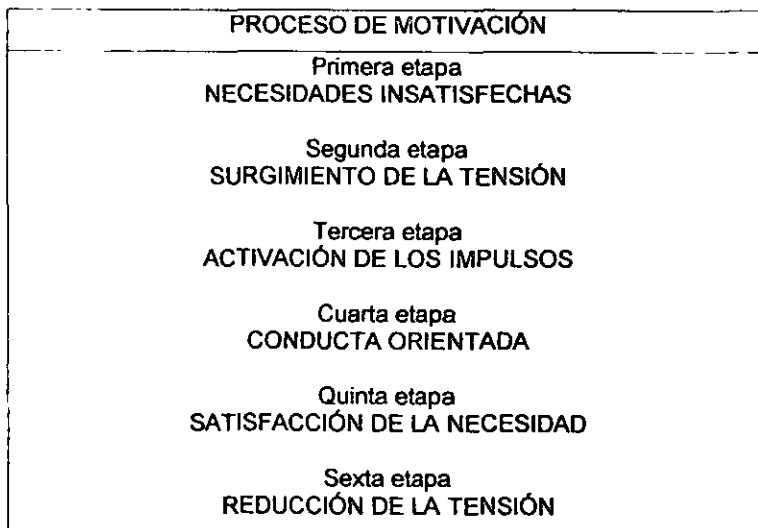 PROCESO DE MOTIVACIÓN
Primera etapa
NECESIDADES INSATISFECHAS
Segunda etapa
SURGIMIENTO DE LA TENSIÓN
Tercera etapa
ACTIVACIÓN DE LOS IMPULSOS
Cuarta etapa
CONDUCTA ORIENTADA
Quinta etapa
SATISFACCIÓN DE LA NECESIDAD
Sexta etapa
REDUCCIÓN DE LA TENSIÓN